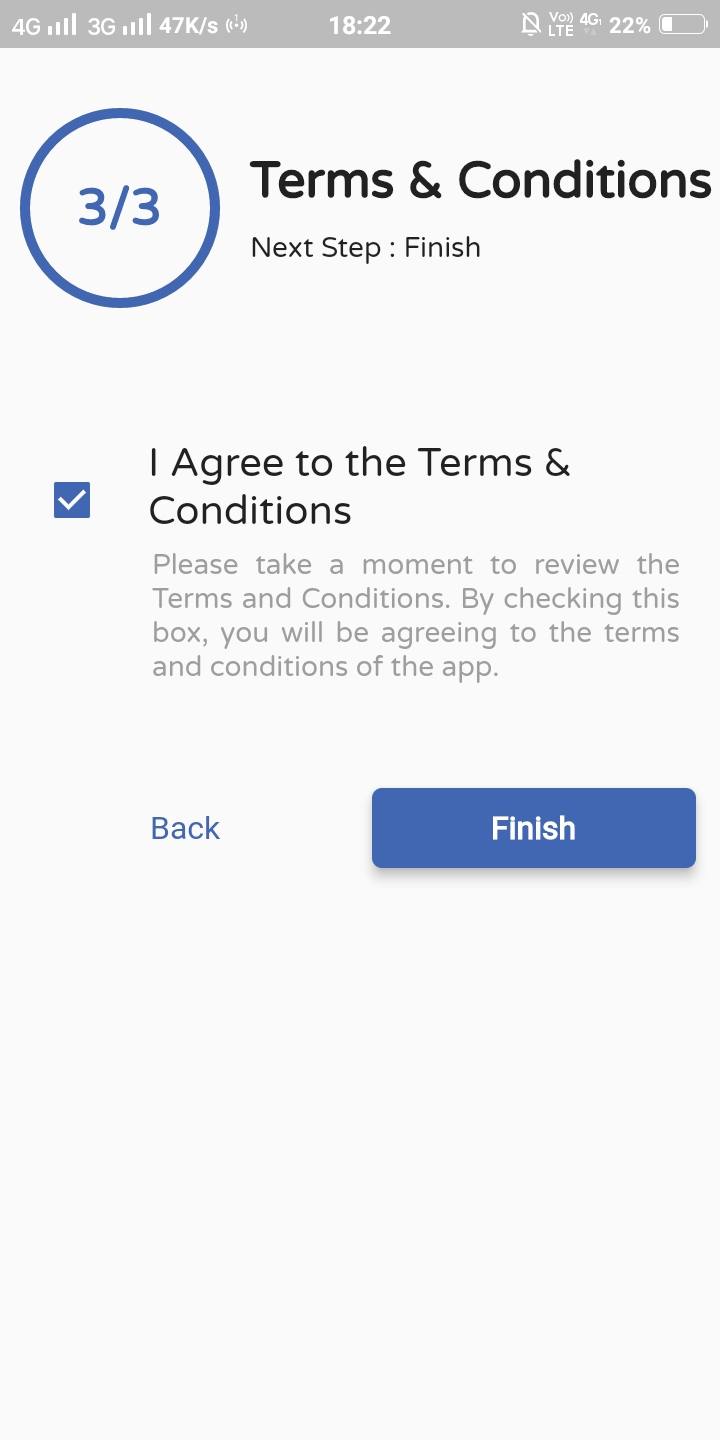 4G 3G 47K/s 1 18:22 Vo)) LTE 4G 22%
3/3
Terms & Conditions
Next Step : Finish
I Agree to the Terms &
Conditions
Please take a moment to review the
Terms and Conditions. By checking this
box, you will be agreeing to the terms
and conditions of the app.
Back Finish